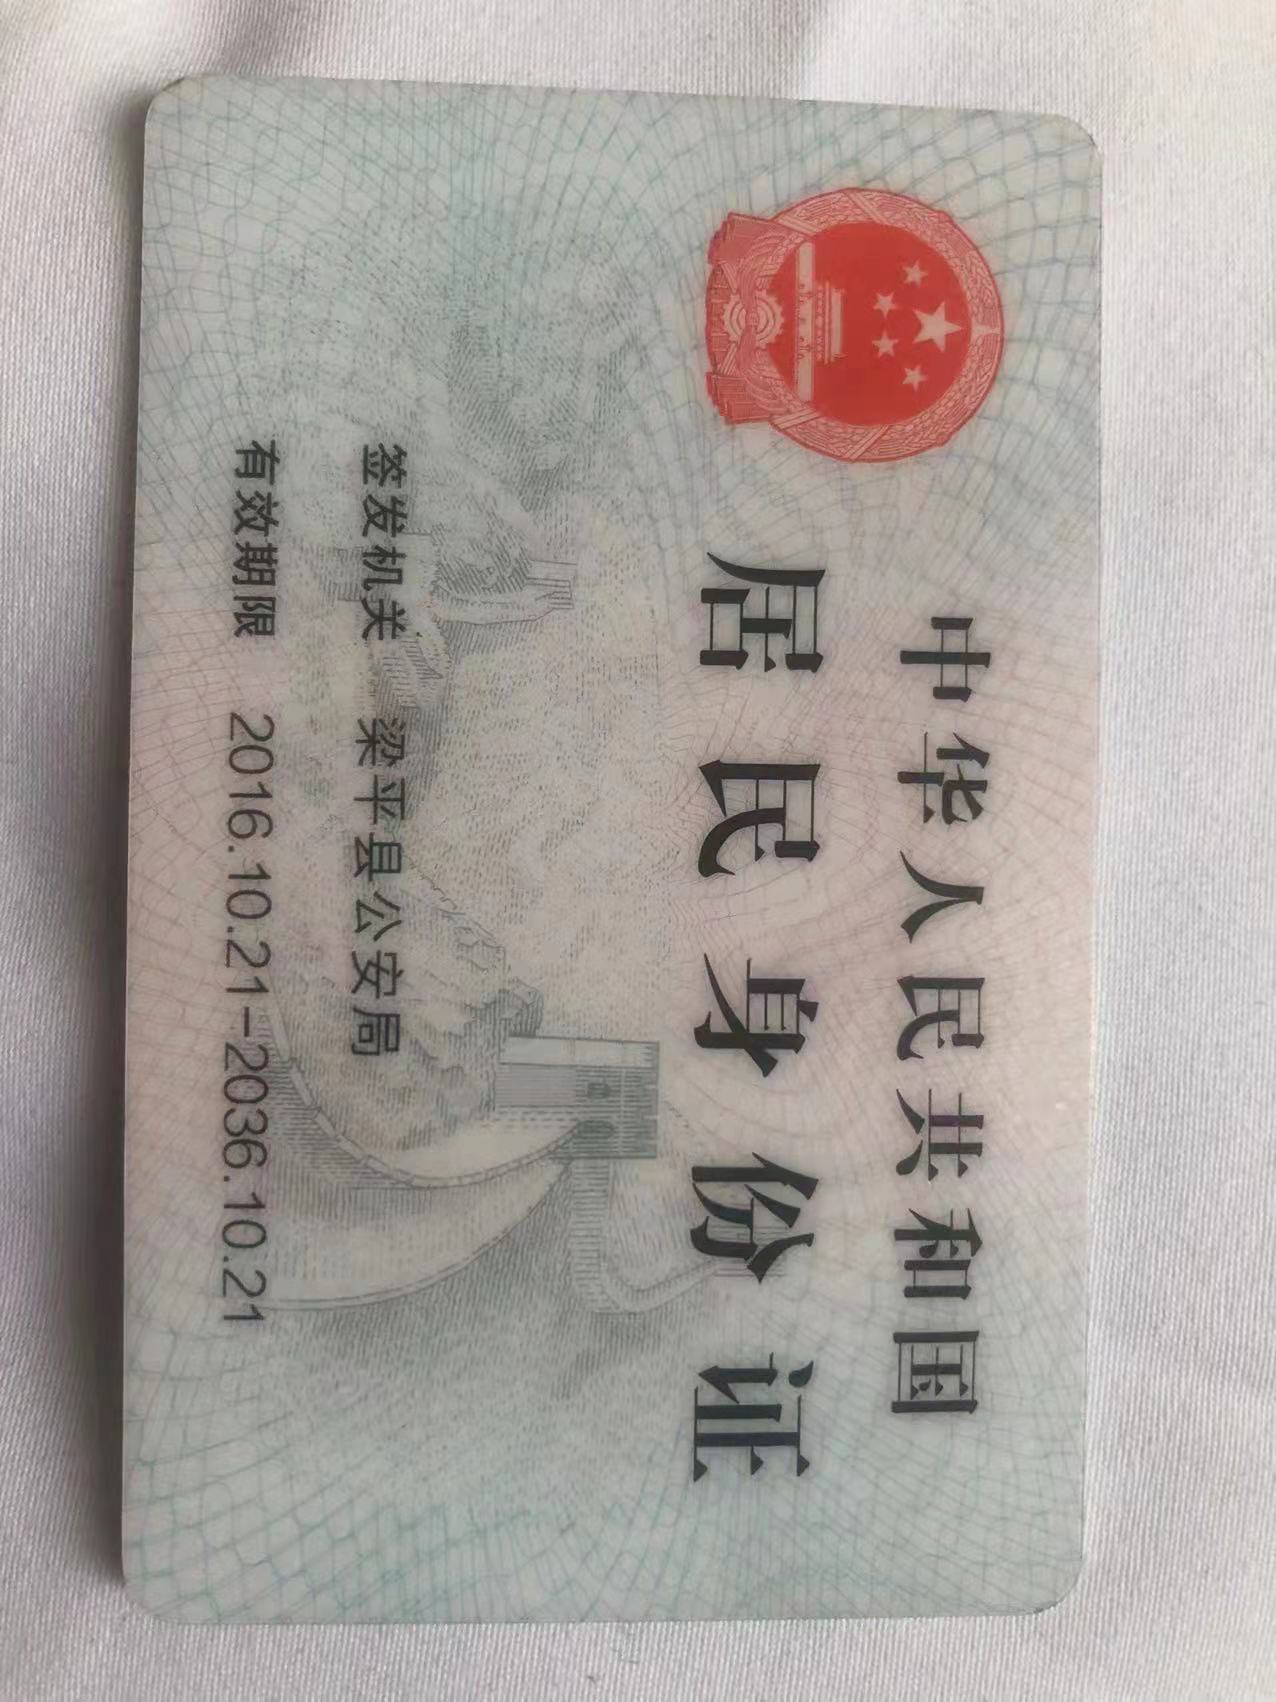 中华人民共和国
居民身份证
签发机关 梁平县公安局
有效期限 2016.10.21-2036.10.21